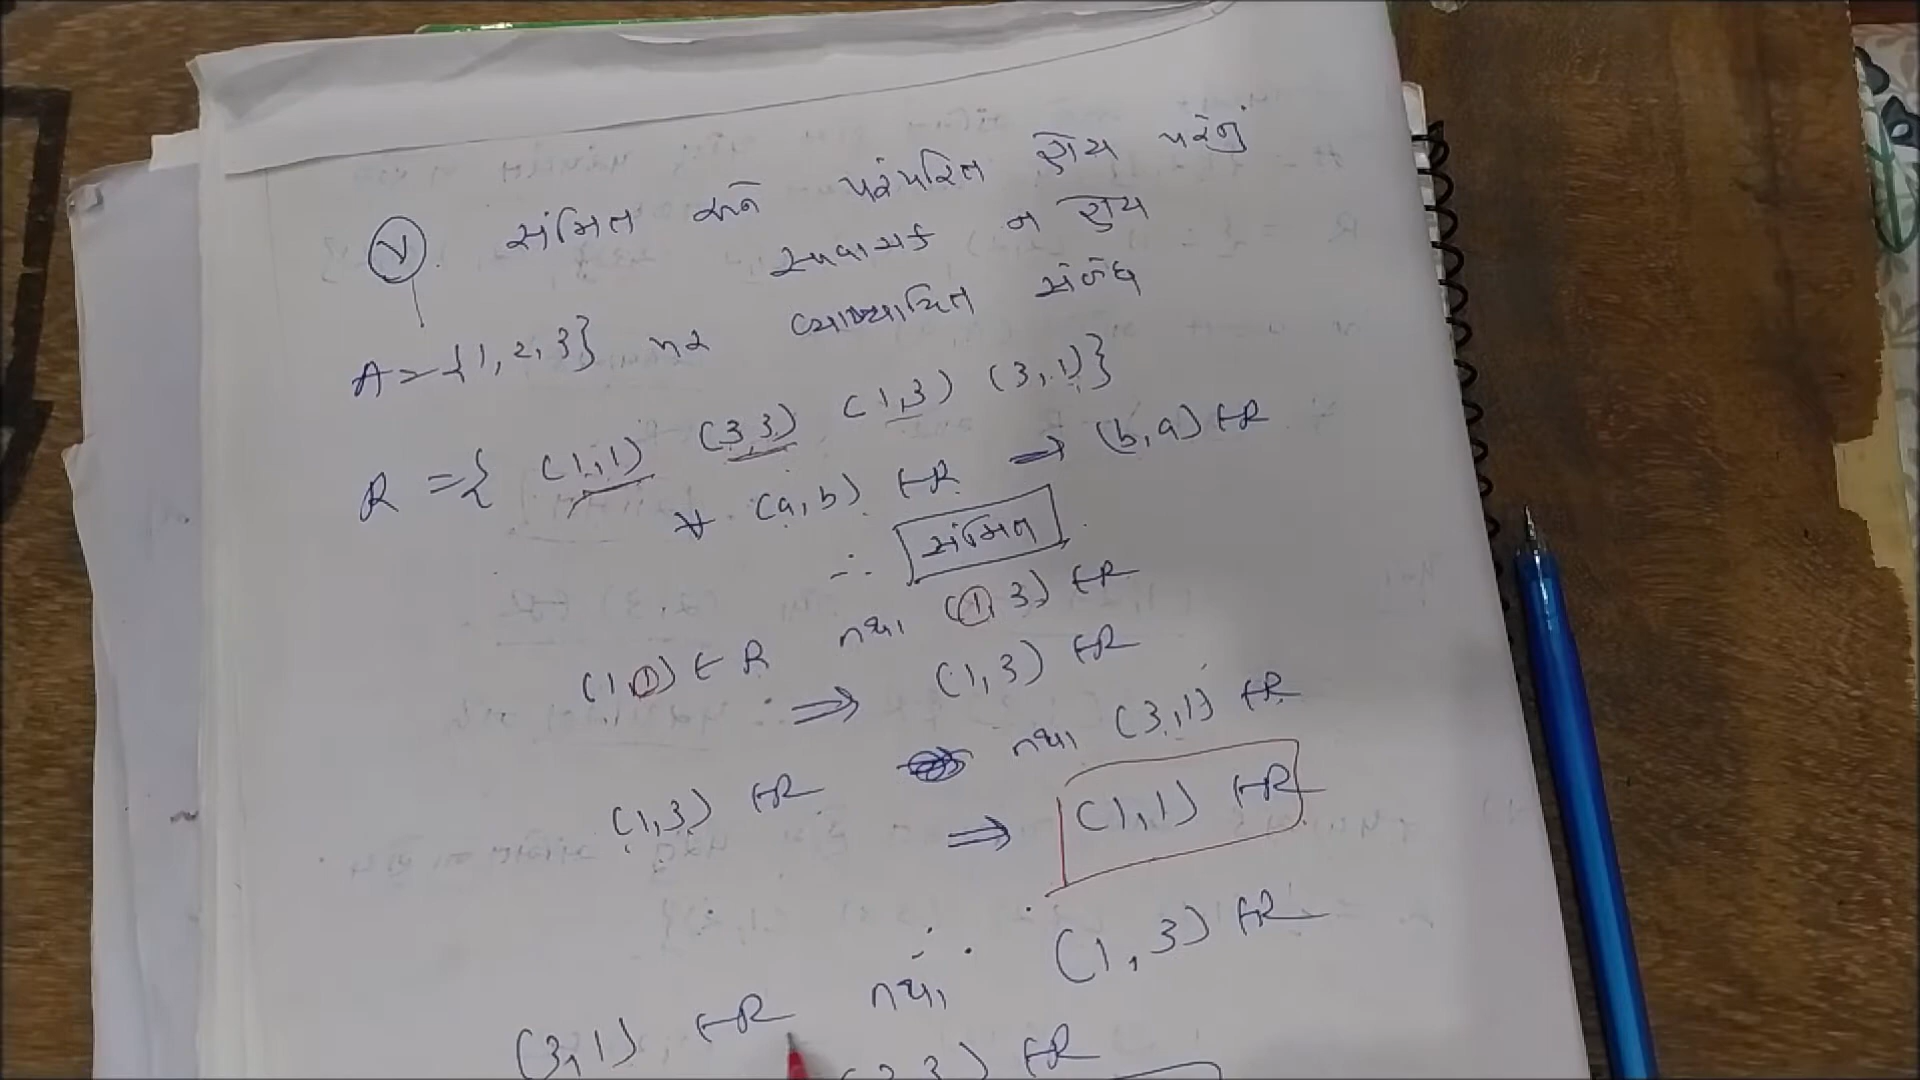 (V) સંમિત અને પરંપરિત હોય પરંતુ
સ્વવાચક ન હોય
A = {1, 2, 3} પર વ્યાખ્યાયિત સંબંધ
R = { (1,1) (3,3) (1,3) (3,1)}
∀ (a,b) ∈R → (b,a) ∈R
∴ સંમિત
(1,1) ∈ R તથા (1,3) ∈R
⇒ (1,3) ∈R
(1,3) ∈R તથા (3,1) ∈R
⇒ (1,1) ∈R
(3,1) ∈R તથા (1,3) ∈R
3) ∈R